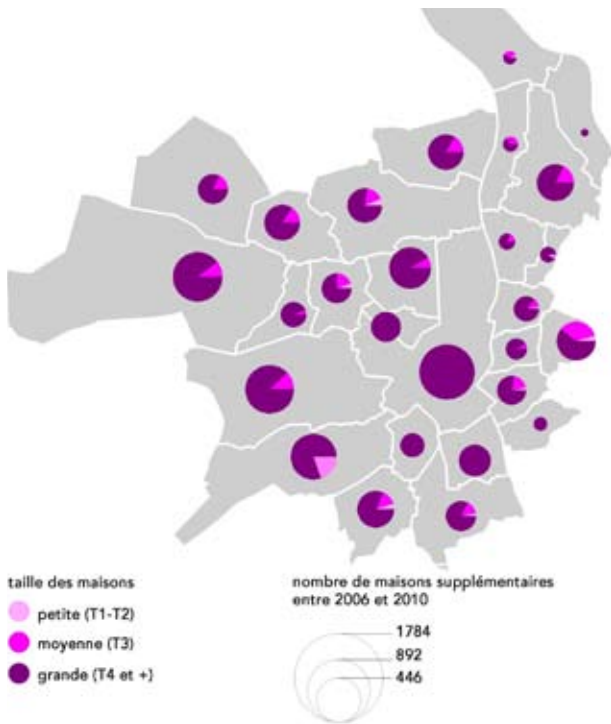 taille des maisons
petite (T1-T2)
moyenne (T3)
grande (T4 et +)
nombre de maisons supplémentaires
entre 2006 et 2010
1784
892
446